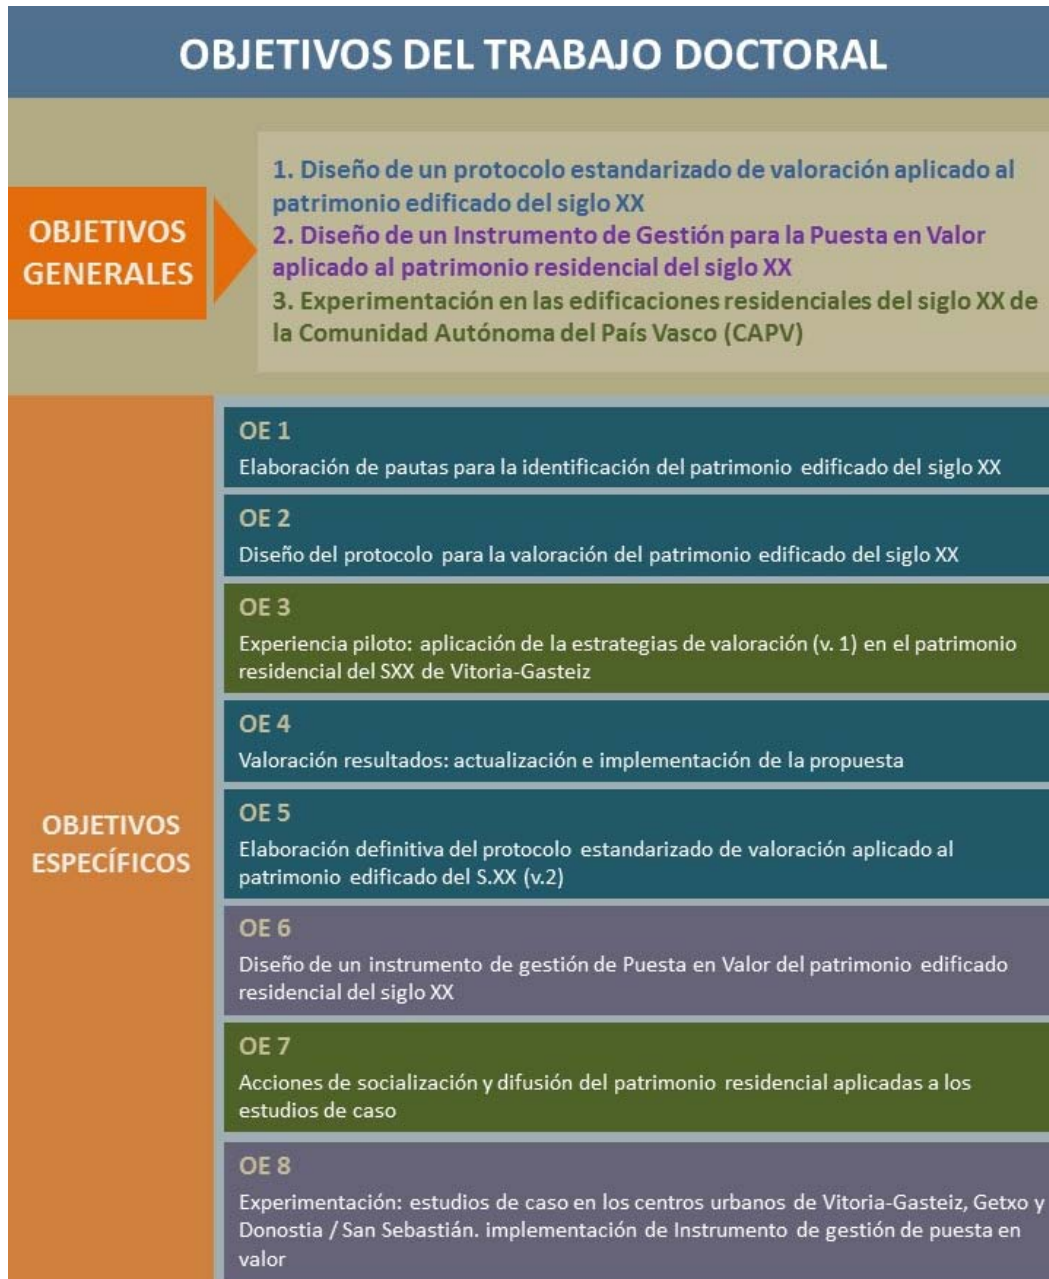 OBJETIVOS DEL TRABAJO DOCTORAL
OBJETIVOS
GENERALES
1. Diseño de un protocolo estandarizado de valoración aplicado al
patrimonio edificado del siglo XX
2. Diseño de un Instrumento de Gestión para la Puesta en Valor
aplicado al patrimonio residencial del siglo XX
3. Experimentación en las edificaciones residenciales del siglo XX de
la Comunidad Autónoma del País Vasco (CAPV)
OBJETIVOS
ESPECÍFICOS
OE 1
Elaboración de pautas para la identificación del patrimonio edificado del siglo XX
OE 2
Diseño del protocolo para la valoración del patrimonio edificado del siglo XX
OE 3
Experiencia piloto: aplicación de la estrategias de valoración (v. 1) en el patrimonio
residencial del SXX de Vitoria-Gasteiz
OE 4
Valoración resultados: actualización e implementación de la propuesta
OE 5
Elaboración definitiva del protocolo estandarizado de valoración aplicado al
patrimonio edificado del S.XX (v.2)
OE 6
Diseño de un instrumento de gestión de Puesta en Valor del patrimonio edificado
residencial del siglo XX
OE 7
Acciones de socialización y difusión del patrimonio residencial aplicadas a los
estudios de caso
OE 8
Experimentación: estudios de caso en los centros urbanos de Vitoria-Gasteiz, Getxo y
Donostia / San Sebastián. implementación de Instrumento de gestión de puesta en
valor